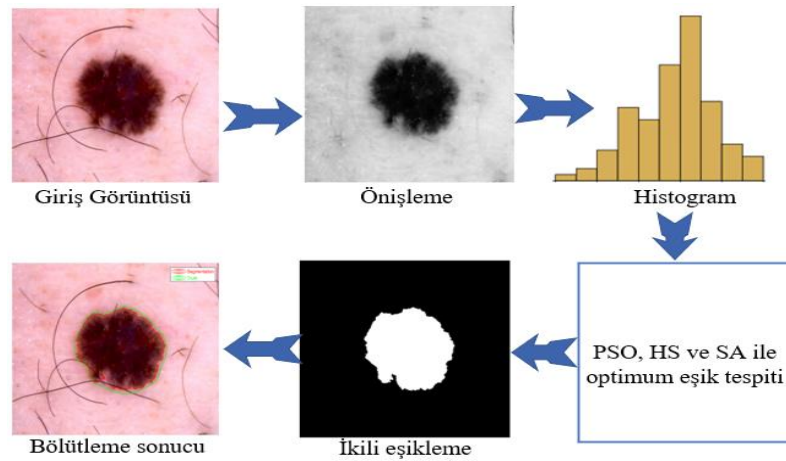 Giriş Görüntüsü
Önişleme
Histogram
PSO, HS ve SA ile
optimum eşik tespiti
İkili eşikleme
Bölütleme sonucu